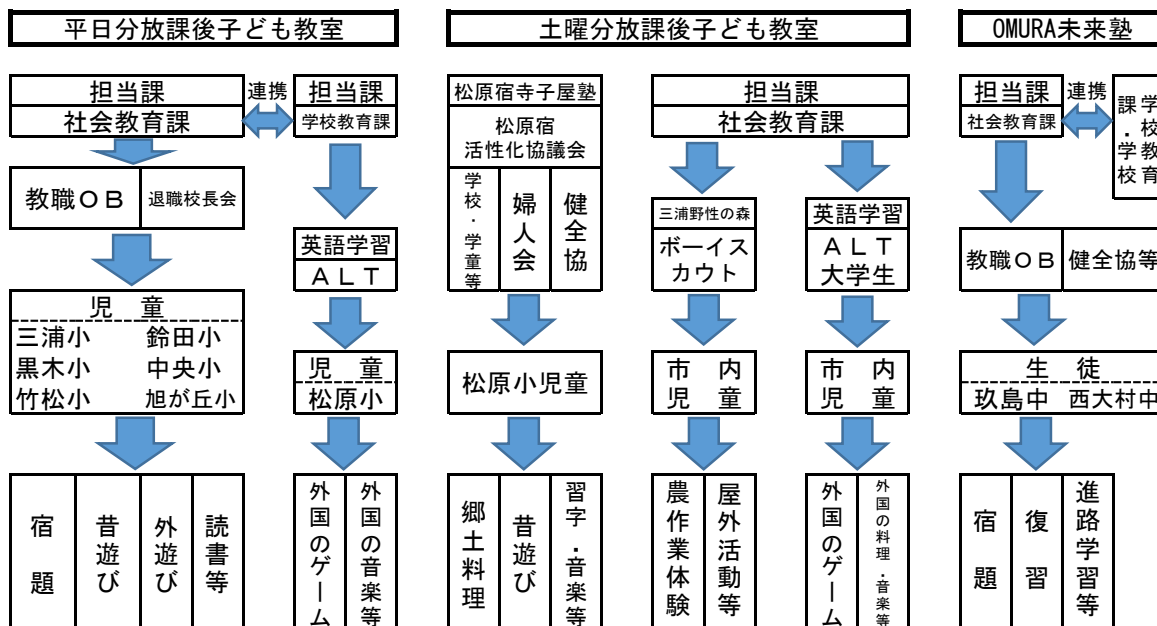 平日分放課後子ども教室
担当課
社会教育課
連携
担当課
学校教育課
教職OB
退職校長会
児　童
三浦小　鈴田小
黒木小　中央小
竹松小　旭が丘小
宿題
昔遊び
外遊び
読書等
英語学習
ALT
児　童
松原小
外国のゲーム
外国の音楽等
土曜分放課後子ども教室
松原宿寺子屋塾
松原宿
活性化協議会
学校・学童等
婦人会
健全協
松原小児童
郷土料理
昔遊び
習字・音楽等
担当課
社会教育課
三浦野性の森
ボーイス
カウト
市　内
児　童
農作業体験
屋外活動等
英語学習
ALT
大学生
市　内
児　童
外国のゲーム
外国の料理・音楽等
OMURA未来塾
担当課
社会教育課
連携
学校教育
課・学校
教職OB
健全協等
生　徒
玖島中　西大村中
宿題
復習
進路学習等